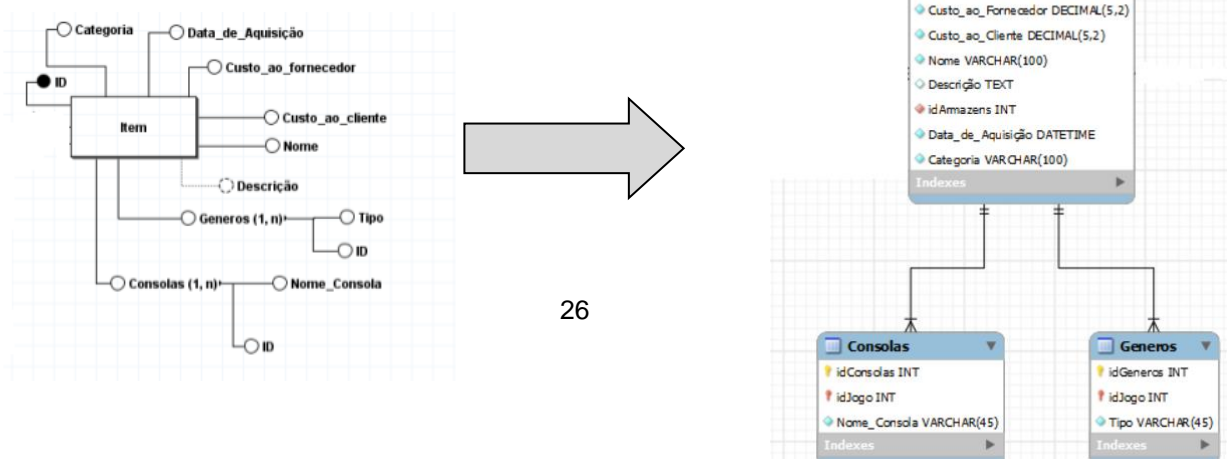 Categoria
Data_de_Aquisição
Custo_ao_fornecedor
ID
Item
Custo_ao_cliente
Nome
Descrição
Generos (1, n)
Tipo
ID
Consolas (1, n)
Nome_Consola
ID
26
Custo_ao_Fornecedor DECIMAL(5,2)
Custo_ao_Cliente DECIMAL(5,2)
Nome VARCHAR(100)
Descrição TEXT
idArmazens INT
Data_de_Aquisição DATETIME
Categoria VARCHAR(100)
Indexes
Consolas
idConsolas INT
idJogo INT
Nome_Consola VARCHAR(45)
Indexes
Generos
idGeneros INT
idJogo INT
Tipo VARCHAR(45)
Indexes